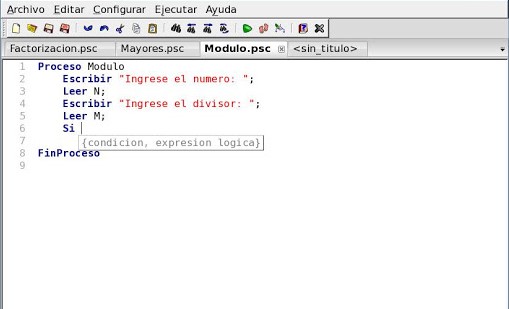 Archivo Editar Configurar Ejecutar Ayuda
Factorizacion.psc Mayores.psc Modulo.psc <sin_titulo>
1 Proceso Modulo
2 Escribir "Ingrese el numero: ";
3 Leer N;
4 Escribir "Ingrese el divisor: ";
5 Leer M;
6 Si
7 {condicion, expresion logica}
8 FinProceso
9